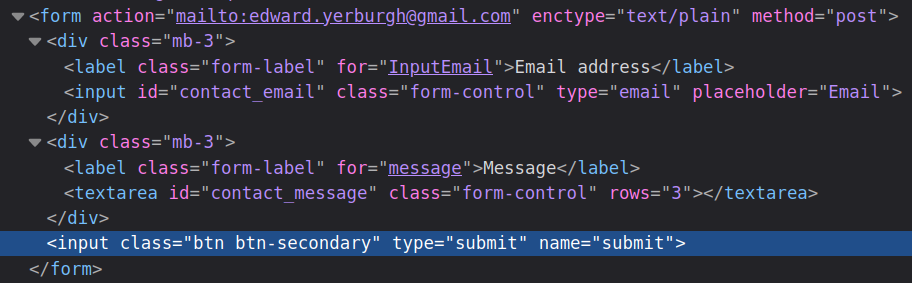 <form action="mailto:edward.yerburgh@gmail.com" enctype="text/plain" method="post">
<div class="mb-3">
<label class="form-label" for="InputEmail">Email address</label>
<input id="contact_email" class="form-control" type="email" placeholder="Email">
</div>
<div class="mb-3">
<label class="form-label" for="message">Message</label>
<textarea id="contact_message" class="form-control" rows="3"></textarea>
</div>
<input class="btn btn-secondary" type="submit" name="submit">
</form>